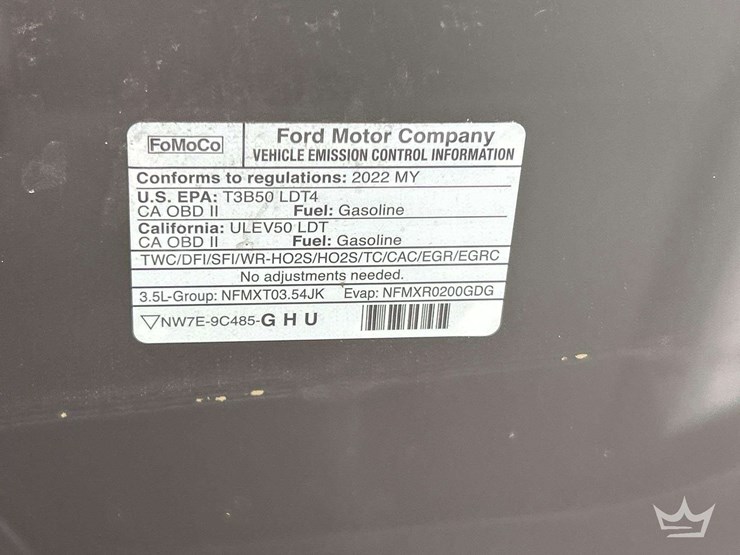 FoMoCo
Ford Motor Company
VEHICLE EMISSION CONTROL INFORMATION
Conforms to regulations: 2022 MY
U.S. EPA: T3B50 LDT4
CA OBD II Fuel: Gasoline
California: ULEV50 LDT
CA OBD II Fuel: Gasoline
TWC/DFI/SFI/WR-HO2S/HO2S/TC/CAC/EGR/EGRC
No adjustments needed.
3.5L-Group: NFMXT03.54JK Evap: NFMXR0200GDG
▽NW7E-9C485-G H U